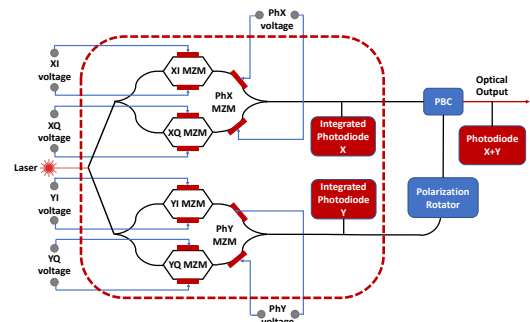 PhX
voltage
XI
voltage
XI MZM
PhX
MZM
XQ
voltage
XQ MZM
Integrated
Photodiode
X
PBC
Optical
Output
Photodiode
X+Y
Laser
YI
voltage
YI MZM
PhY
MZM
Integrated
Photodiode
Y
Polarization
Rotator
YQ
voltage
YQ MZM
PhY
voltage